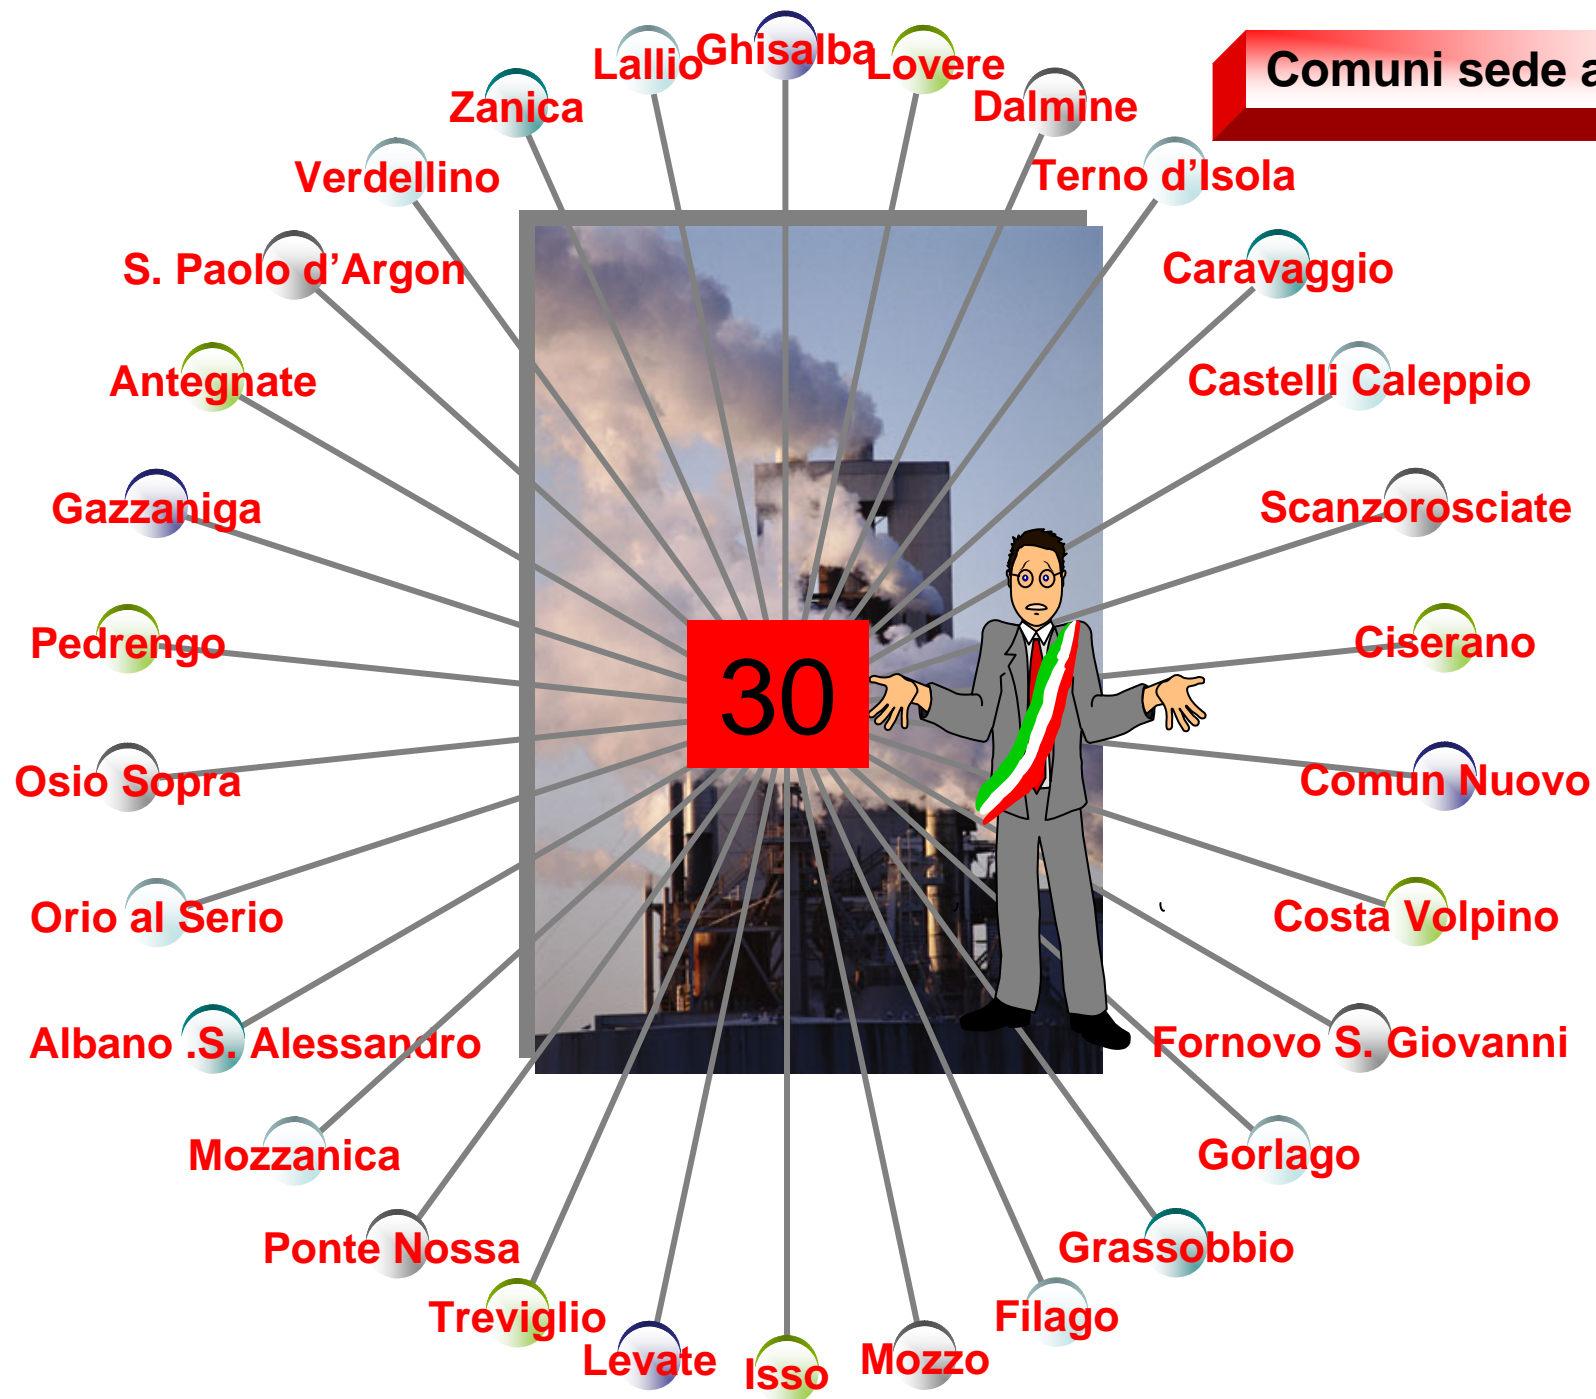 Comuni sede a
Ghisalba
Lovere
Dalmine
Terno d’Isola
Caravaggio
Castelli Caleppio
Scanzorosciate
Ciserano
Comun Nuovo
Costa Volpino
Fornovo S. Giovanni
Gorlago
Grassobbio
Filago
Mozzo
Isso
Levate
Treviglio
Ponte Nossa
Mozzanica
Albano .S. Alessandro
Orio al Serio
Osio Sopra
Pedrengo
Gazzaniga
Antegnate
S. Paolo d’Argon
Verdellino
Zanica
Lallio
30